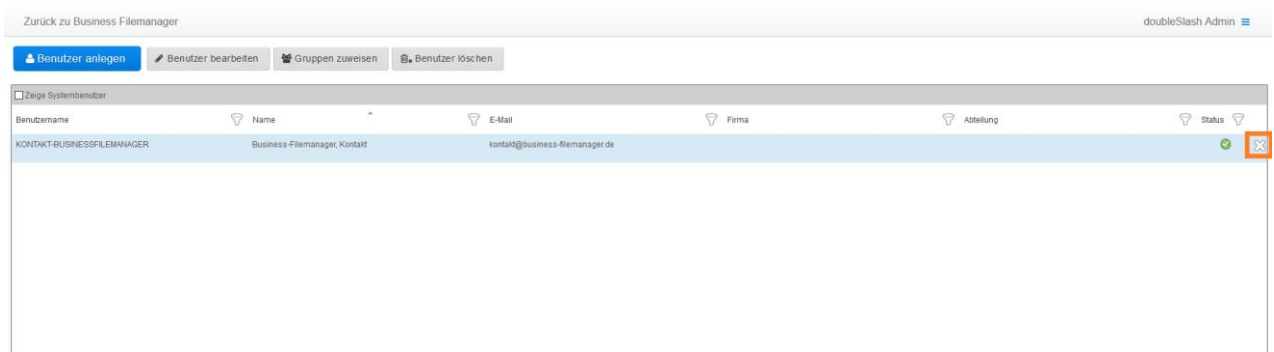 Zurück zu Business Filemanager doubleSlash Admin
Benutzer anlegen Benutzer bearbeiten Gruppen zuweisen Benutzer löschen
Zeige Systembenutzer
Benutzername Name E-Mail Firma Abteilung Status
KONTAKT-BUSINESSFILEMANAGER Business-Filemanager, Kontakt kontakt@business-filemanager.de